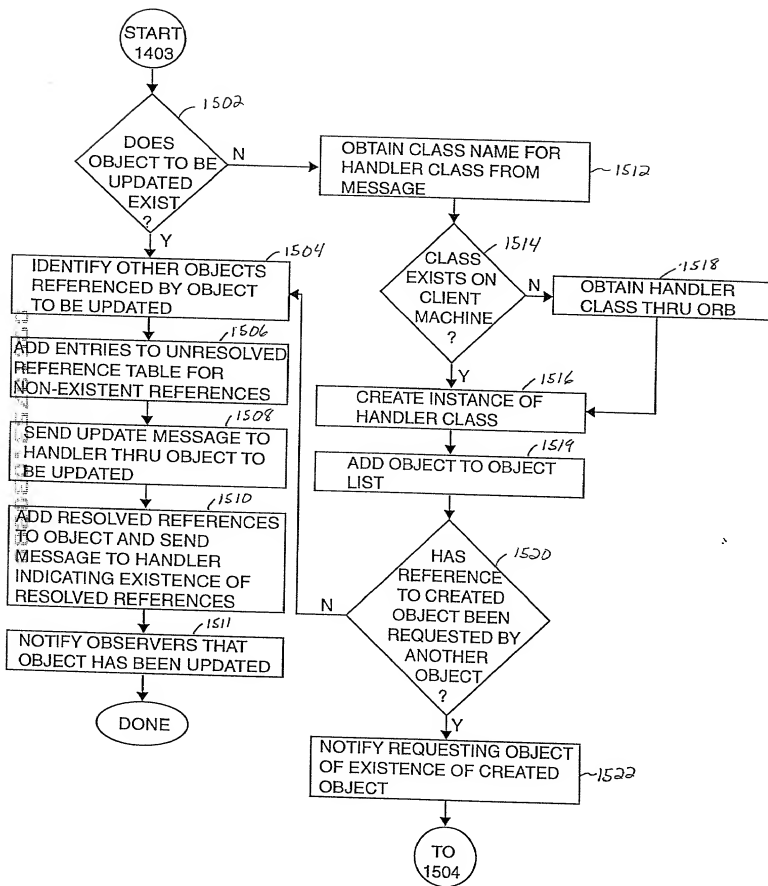 START
1403
1502
DOES
OBJECT TO BE
UPDATED
EXIST
?
N
Y
OBTAIN CLASS NAME FOR
HANDLER CLASS FROM
MESSAGE
1512
1504
IDENTIFY OTHER OBJECTS
REFERENCED BY OBJECT
TO BE UPDATED
1514
CLASS
EXISTS ON
CLIENT
MACHINE
?
N
Y
1518
OBTAIN HANDLER
CLASS THRU ORB
1506
ADD ENTRIES TO UNRESOLVED
REFERENCE TABLE FOR
NON-EXISTENT REFERENCES
1516
CREATE INSTANCE OF
HANDLER CLASS
1508
SEND UPDATE MESSAGE TO
HANDLER THRU OBJECT TO
BE UPDATED
1519
ADD OBJECT TO OBJECT
LIST
1510
ADD RESOLVED REFERENCES
TO OBJECT AND SEND
MESSAGE TO HANDLER
INDICATING EXISTENCE OF
RESOLVED REFERENCES
1520
HAS
REFERENCE
TO CREATED
OBJECT BEEN
REQUESTED BY
ANOTHER
OBJECT
?
N
Y
1511
NOTIFY OBSERVERS THAT
OBJECT HAS BEEN UPDATED
DONE
NOTIFY REQUESTING OBJECT
OF EXISTENCE OF CREATED
OBJECT
1522
TO
1504